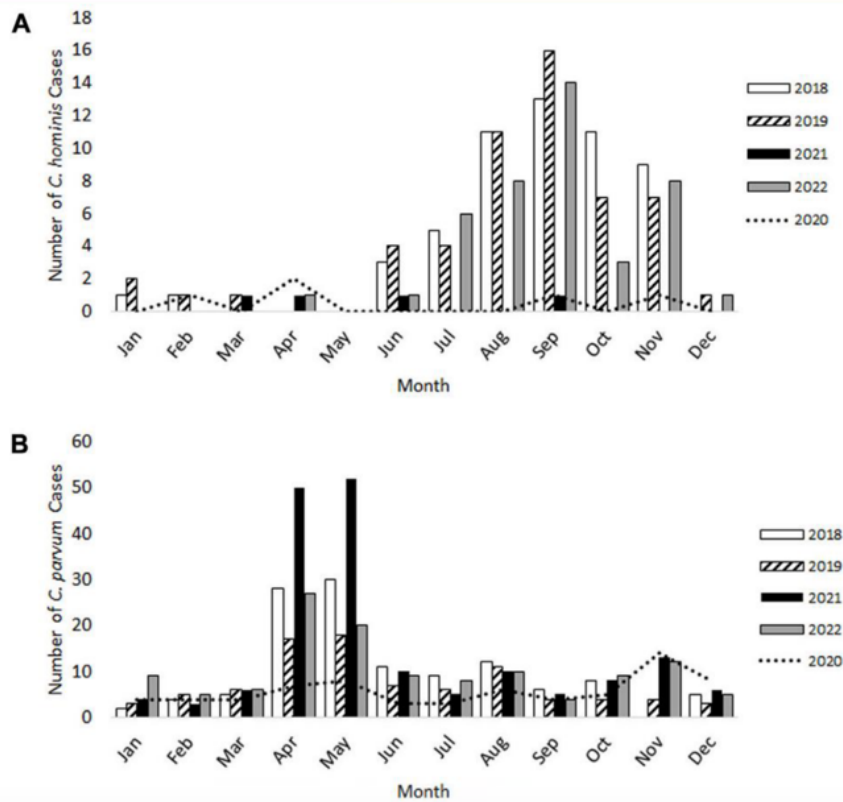 A
Number of C. hominis Cases
18
16
14
12
10
8
6
4
2
0
Jan
Feb
Mar
Apr
May
Jun
Jul
Aug
Sep
Oct
Nov
Dec
Month
2018
2019
2021
2022
2020
B
Number of C. parvum Cases
60
50
40
30
20
10
0
Jan
Feb
Mar
Apr
May
Jun
Jul
Aug
Sep
Oct
Nov
Dec
Month
2018
2019
2021
2022
2020